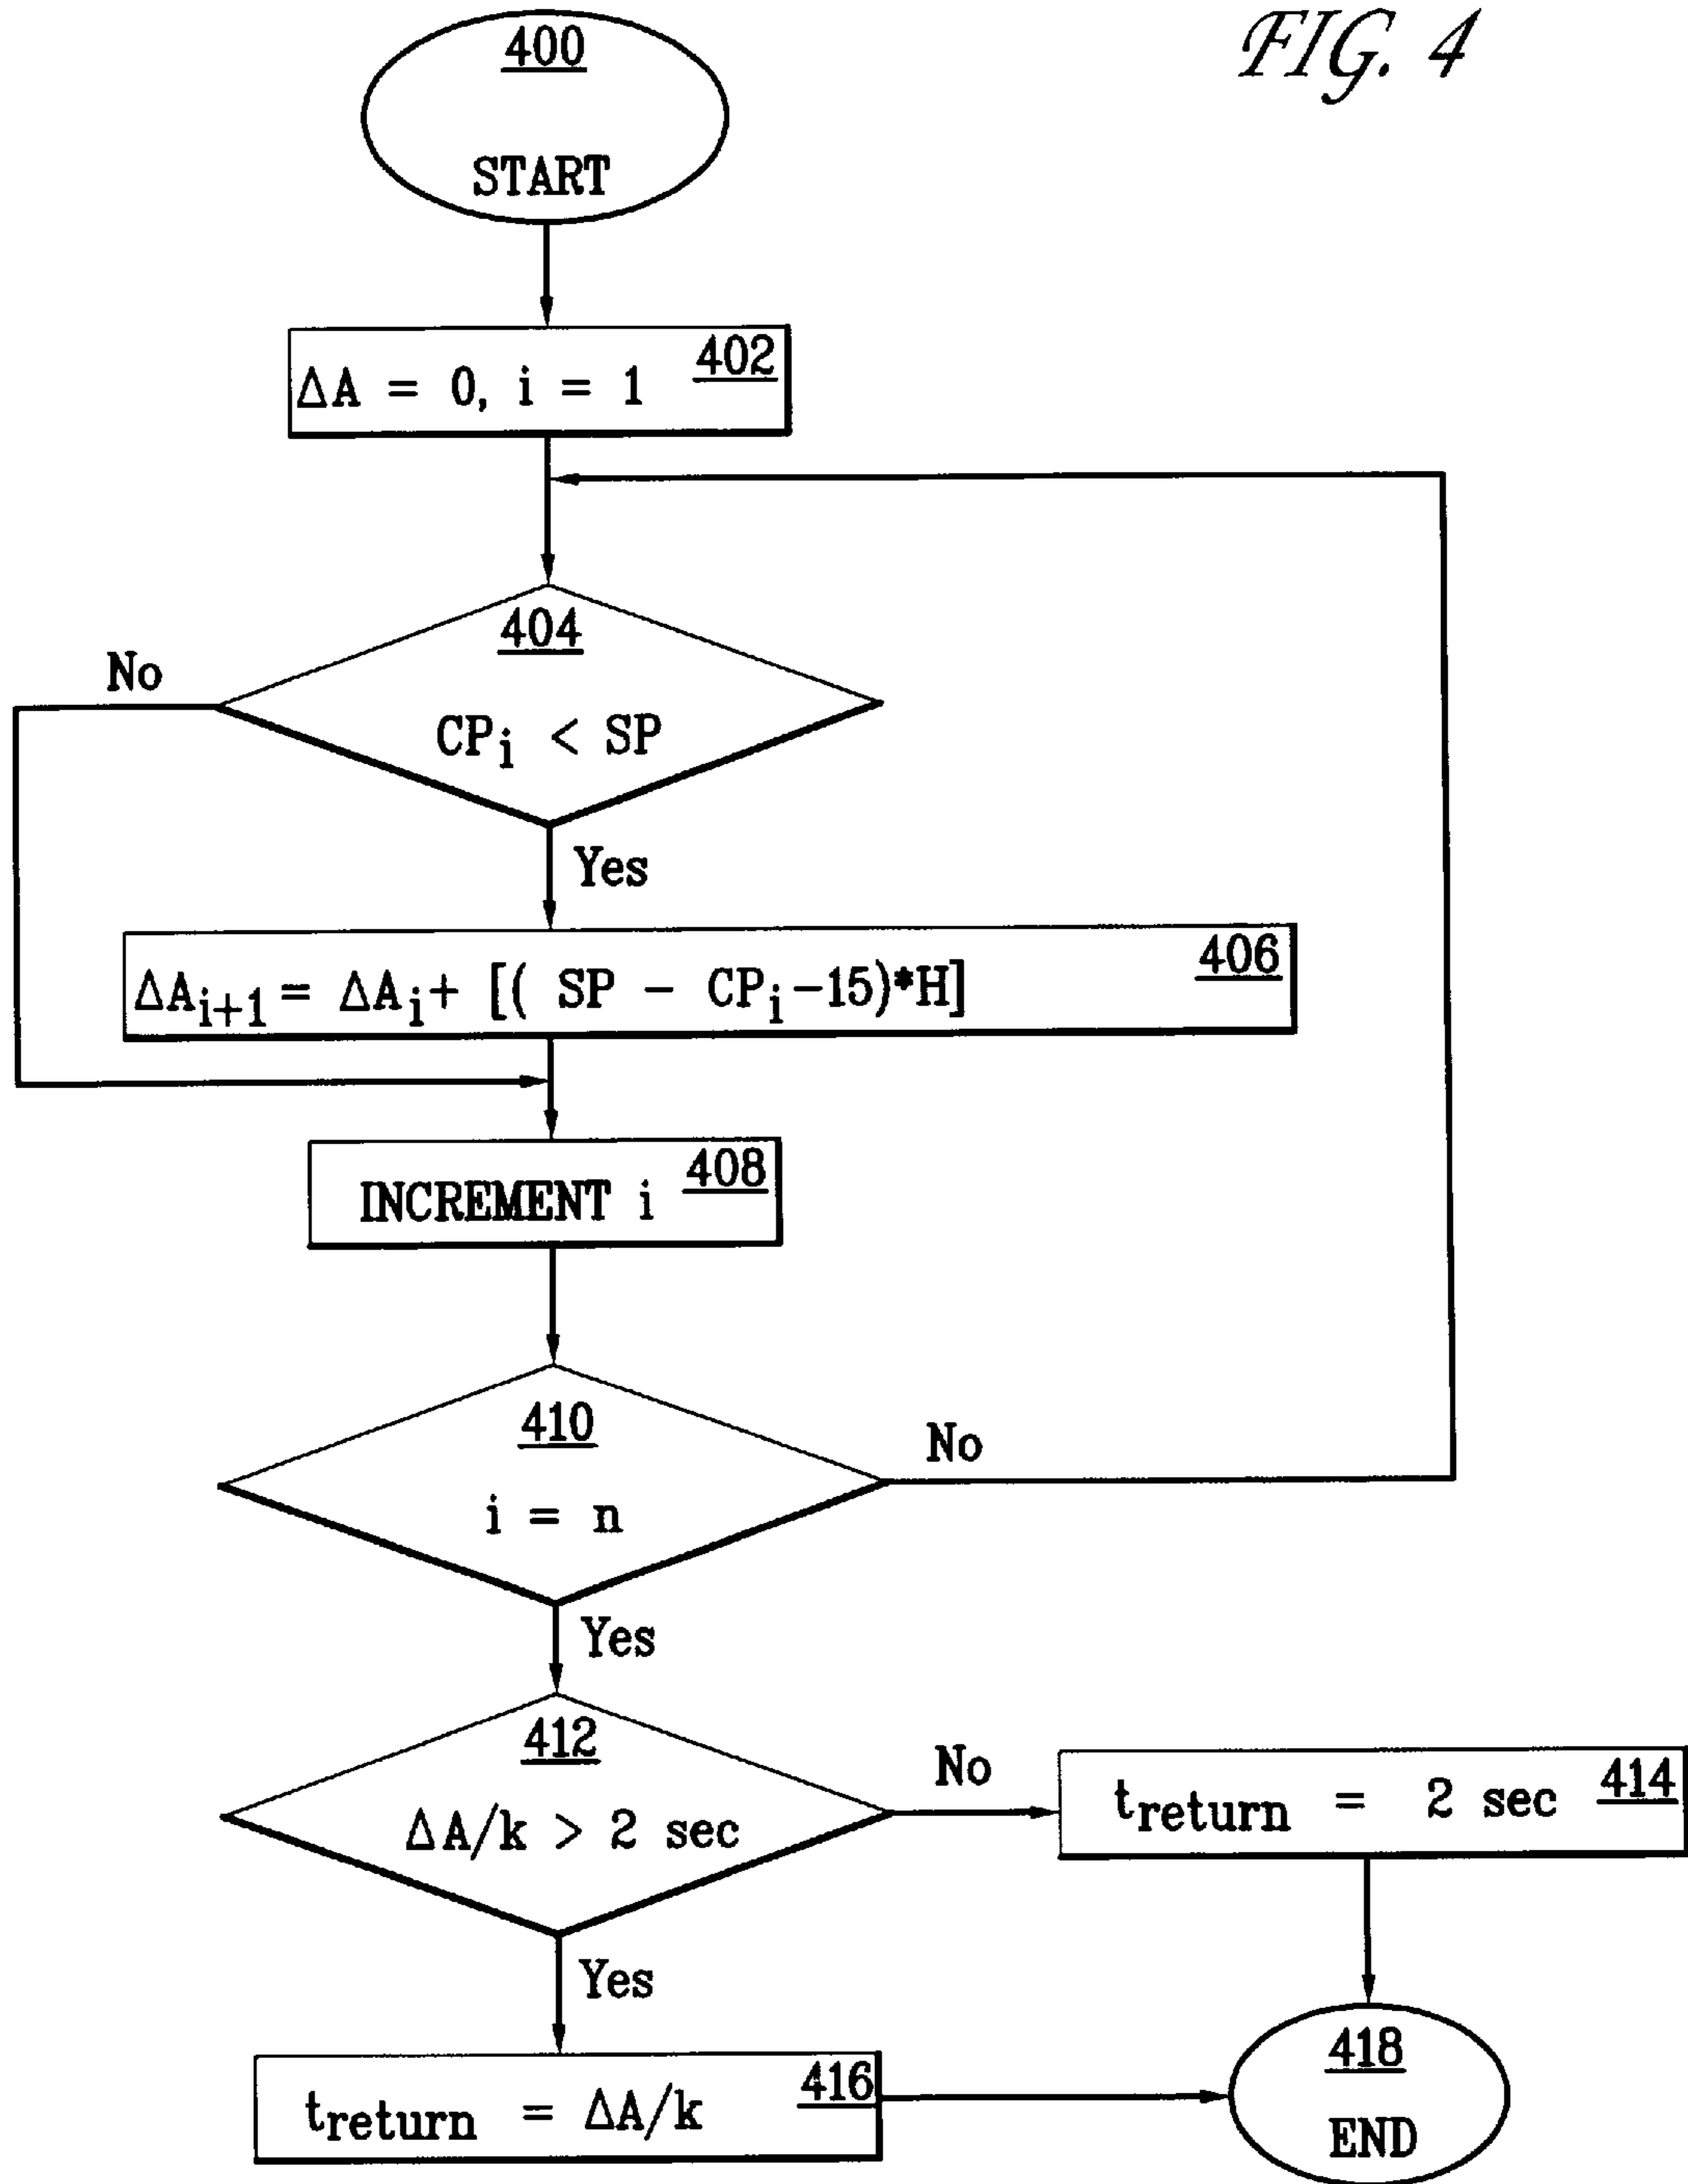 FIG. 4
400
START
402
ΔA = 0, i = 1
404
No
CPi < SP
Yes
406
ΔAi+1 = ΔAi+ [( SP - CPi-15)*H]
408
INCREMENT i
410
No
i = n
Yes
412
No
ΔA/k > 2 sec
treturn = 2 sec 414
Yes
416
treturn = ΔA/k
418
END